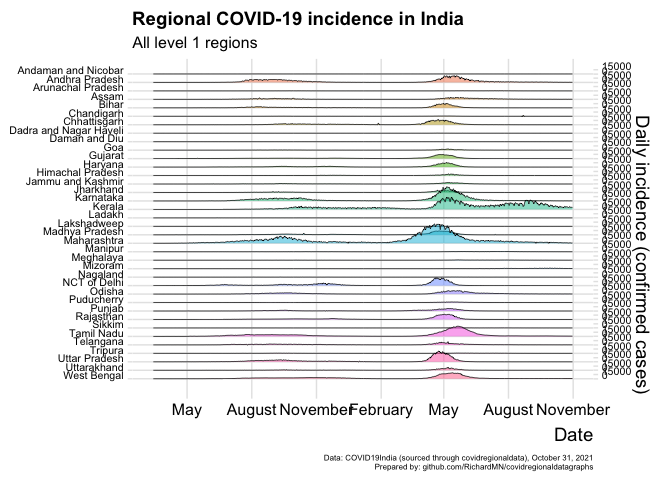 Regional COVID-19 incidence in India
All level 1 regions
Andaman and Nicobar
Andhra Pradesh
Arunachal Pradesh
Assam
Bihar
Chandigarh
Chhattisgarh
Dadra and Nagar Haveli
Daman and Diu
Goa
Gujarat
Haryana
Himachal Pradesh
Jammu and Kashmir
Jharkhand
Karnataka
Kerala
Ladakh
Lakshadweep
Madhya Pradesh
Maharashtra
Manipur
Meghalaya
Mizoram
Nagaland
NCT of Delhi
Odisha
Puducherry
Punjab
Rajasthan
Sikkim
Tamil Nadu
Telangana
Tripura
Uttar Pradesh
Uttarakhand
West Bengal
15000
Daily incidence (confirmed cases)
May August November February May August November
Date
Data: COVID19India (sourced through covidregionaldata), October 31, 2021
Prepared by: github.com/RichardMN/covidregionaldatagraphs